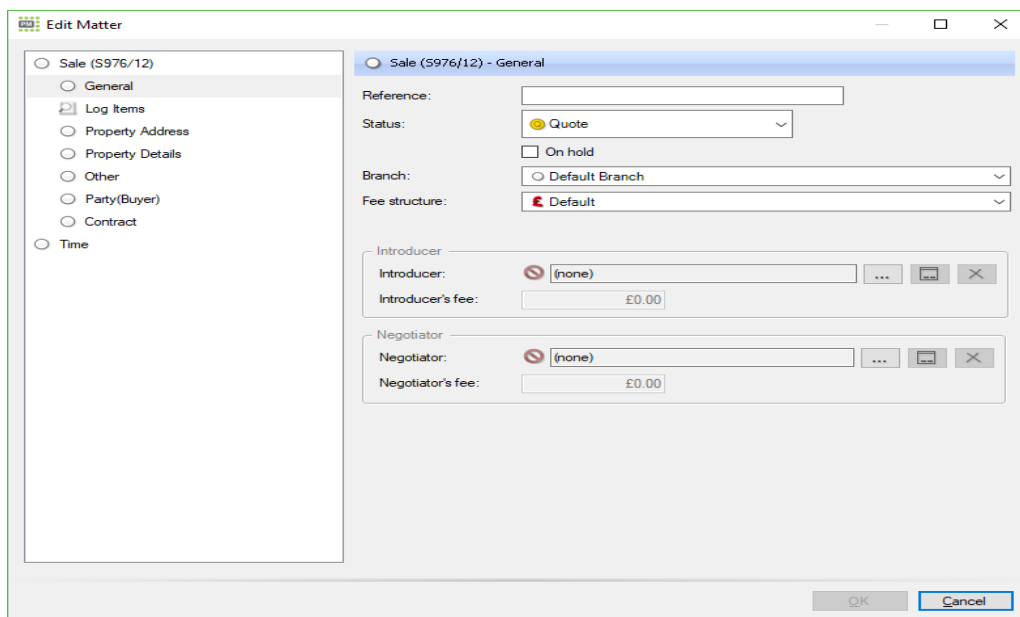 PM Edit Matter
Sale (S976/12)
General
Log Items
Property Address
Property Details
Other
Party(Buyer)
Contract
Time
Sale (S976/12) - General
Reference:
Status: Quote
On hold
Branch: Default Branch
Fee structure: £ Default
Introducer
Introducer: (none) ...
Introducer's fee: £0.00
Negotiator
Negotiator: (none) ...
Negotiator's fee: £0.00
OK Cancel